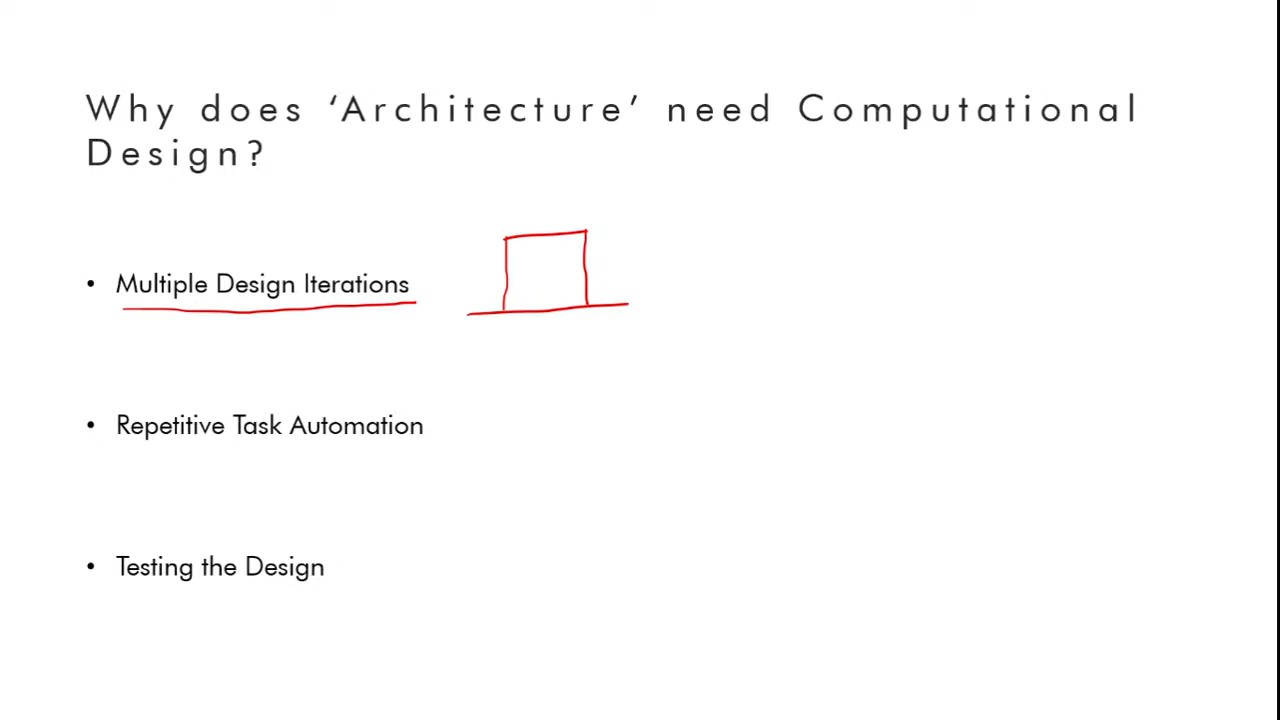 Why does ‘Architecture’ need Computational
Design?
• Multiple Design Iterations
• Repetitive Task Automation
• Testing the Design